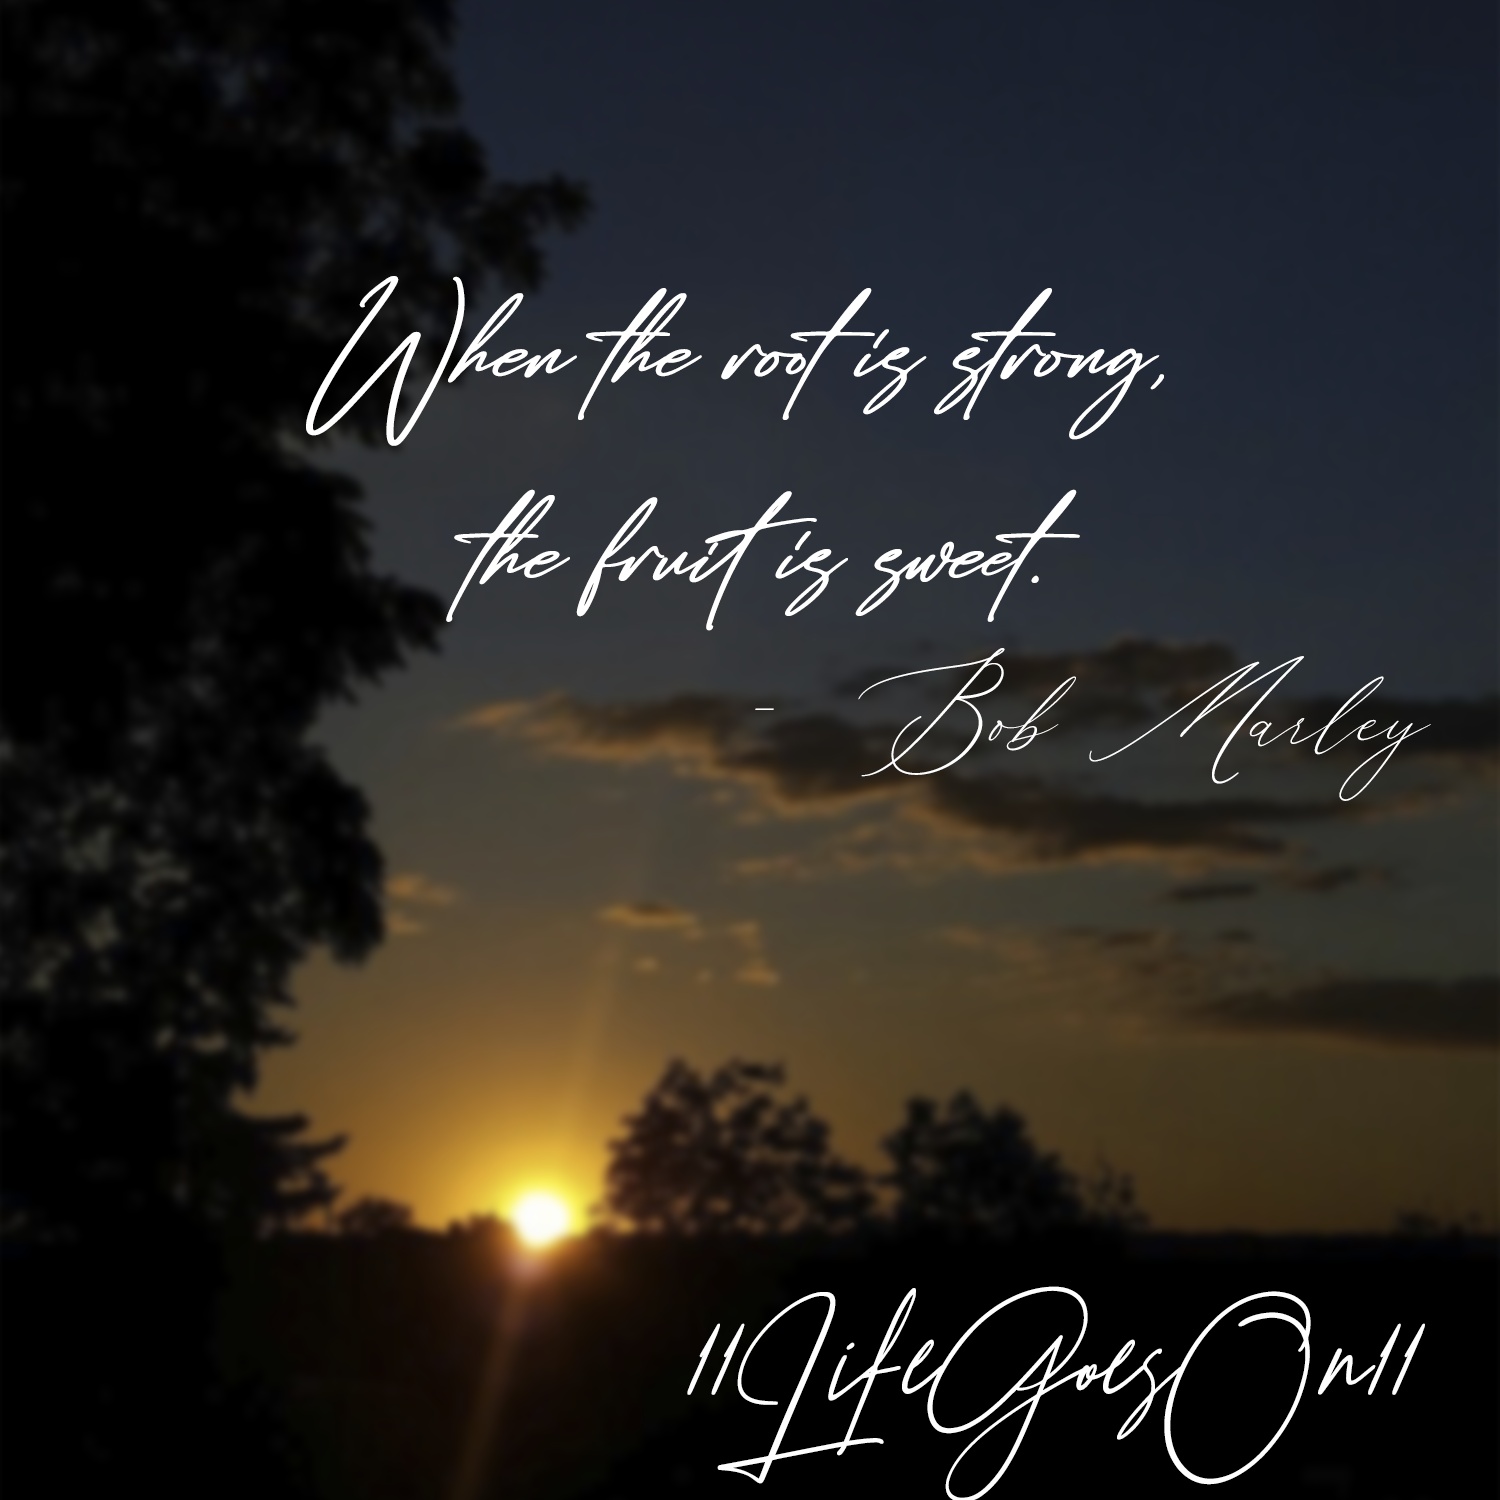 When the root is strong,
the fruit is sweet.
- Bob Marley
11LifeGoesOn11